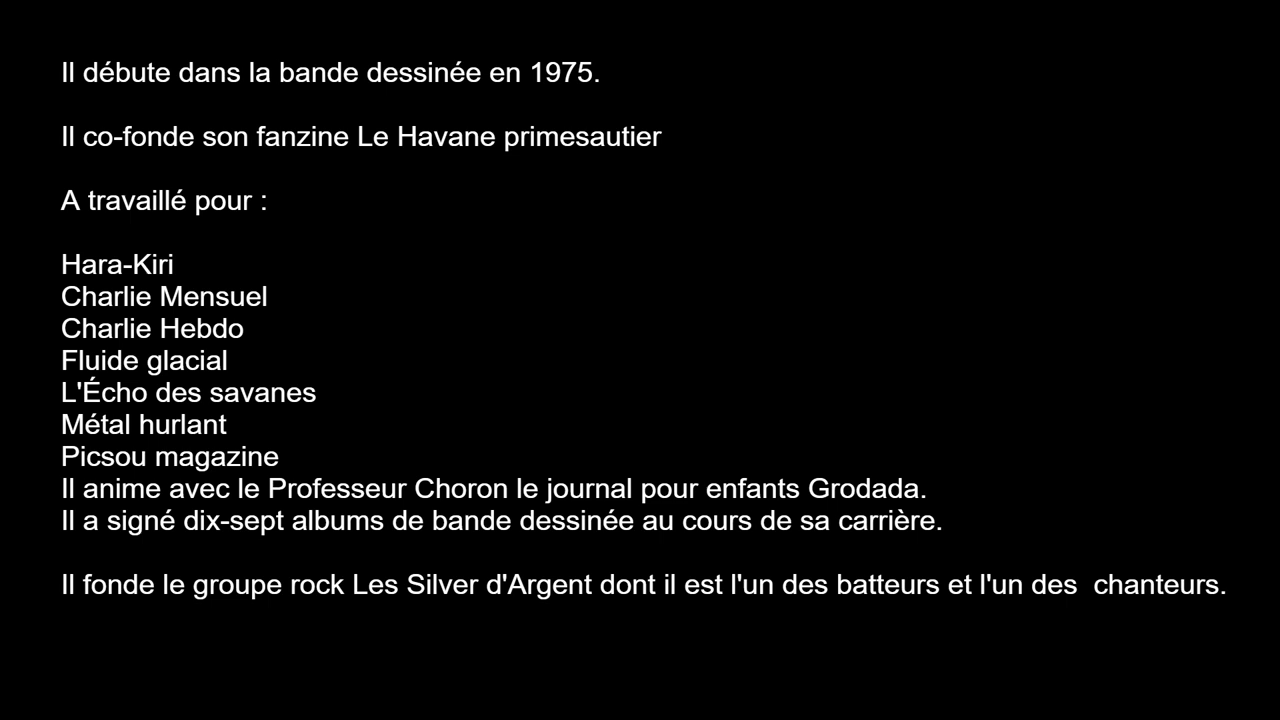 Il débute dans la bande dessinée en 1975.
Il co-fonde son fanzine Le Havane primesautier
A travaillé pour :
Hara-Kiri
Charlie Mensuel
Charlie Hebdo
Fluide glacial
L'Écho des savanes
Métal hurlant
Picsou magazine
Il anime avec le Professeur Choron le journal pour enfants Grodada.
Il a signé dix-sept albums de bande dessinée au cours de sa carrière.
Il fonde le groupe rock Les Silver d'Argent dont il est l'un des batteurs et l'un des  chanteurs.